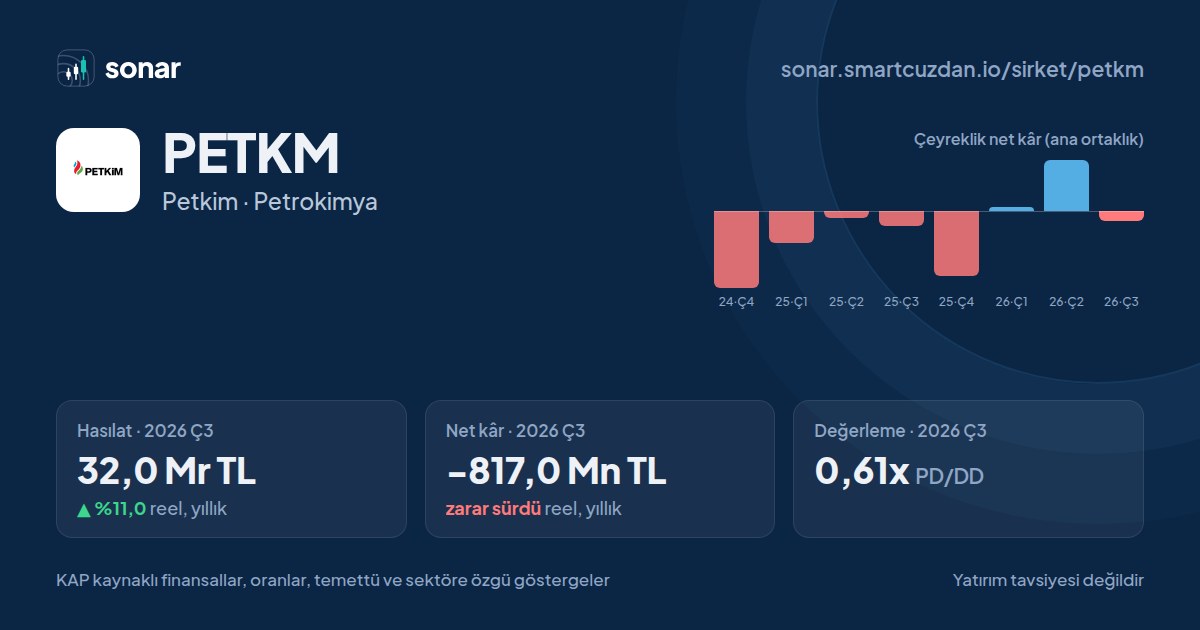 sonar
sonar.smartcuzdan.io/sirket/petkm
PETKİM
PETKM
Petkim · Petrokimya
Çeyreklik net kâr (ana ortaklık)
24·Ç4 25·Ç1 25·Ç2 25·Ç3 25·Ç4 26·Ç1 26·Ç2 26·Ç3
Hasılat · 2026 Ç3
32,0 Mr TL
▲ %11,0 reel, yıllık
Net kâr · 2026 Ç3
−817,0 Mn TL
zarar sürdü reel, yıllık
Değerleme · 2026 Ç3
0,61x PD/DD
KAP kaynaklı finansallar, oranlar, temettü ve sektöre özgü göstergeler
Yatırım tavsiyesi değildir